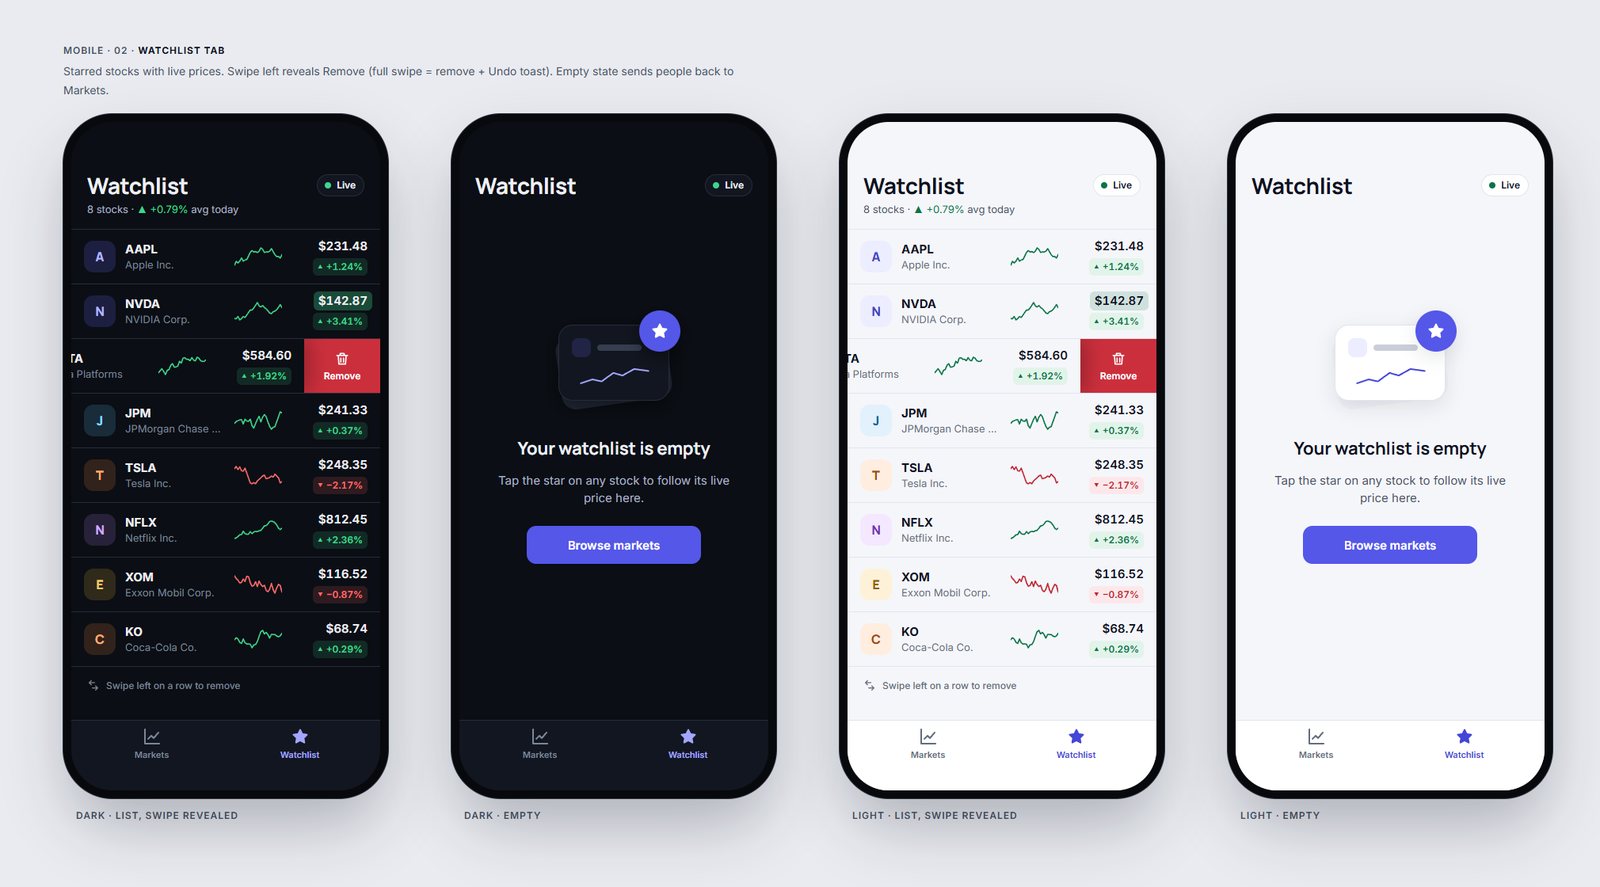 MOBILE · 02 · WATCHLIST TAB
Starred stocks with live prices. Swipe left reveals Remove (full swipe = remove + Undo toast). Empty state sends people back to
Markets.
Watchlist
Live
8 stocks · ▲ +0.79% avg today
A
AAPL
Apple Inc.
$231.48
▲ +1.24%
N
NVDA
NVIDIA Corp.
$142.87
▲ +3.41%
TA
a Platforms
$584.60
▲ +1.92%
Remove
J
JPM
JPMorgan Chase ...
$241.33
▲ +0.37%
T
TSLA
Tesla Inc.
$248.35
▼ −2.17%
N
NFLX
Netflix Inc.
$812.45
▲ +2.36%
E
XOM
Exxon Mobil Corp.
$116.52
▼ −0.87%
C
KO
Coca-Cola Co.
$68.74
▲ +0.29%
Swipe left on a row to remove
Markets
Watchlist
DARK · LIST, SWIPE REVEALED
Watchlist
Live
Your watchlist is empty
Tap the star on any stock to follow its live
price here.
Browse markets
Markets
Watchlist
DARK · EMPTY
Watchlist
Live
8 stocks · ▲ +0.79% avg today
A
AAPL
Apple Inc.
$231.48
▲ +1.24%
N
NVDA
NVIDIA Corp.
$142.87
▲ +3.41%
TA
a Platforms
$584.60
▲ +1.92%
Remove
J
JPM
JPMorgan Chase ...
$241.33
▲ +0.37%
T
TSLA
Tesla Inc.
$248.35
▼ −2.17%
N
NFLX
Netflix Inc.
$812.45
▲ +2.36%
E
XOM
Exxon Mobil Corp.
$116.52
▼ −0.87%
C
KO
Coca-Cola Co.
$68.74
▲ +0.29%
Swipe left on a row to remove
Markets
Watchlist
LIGHT · LIST, SWIPE REVEALED
Watchlist
Live
Your watchlist is empty
Tap the star on any stock to follow its live
price here.
Browse markets
Markets
Watchlist
LIGHT · EMPTY